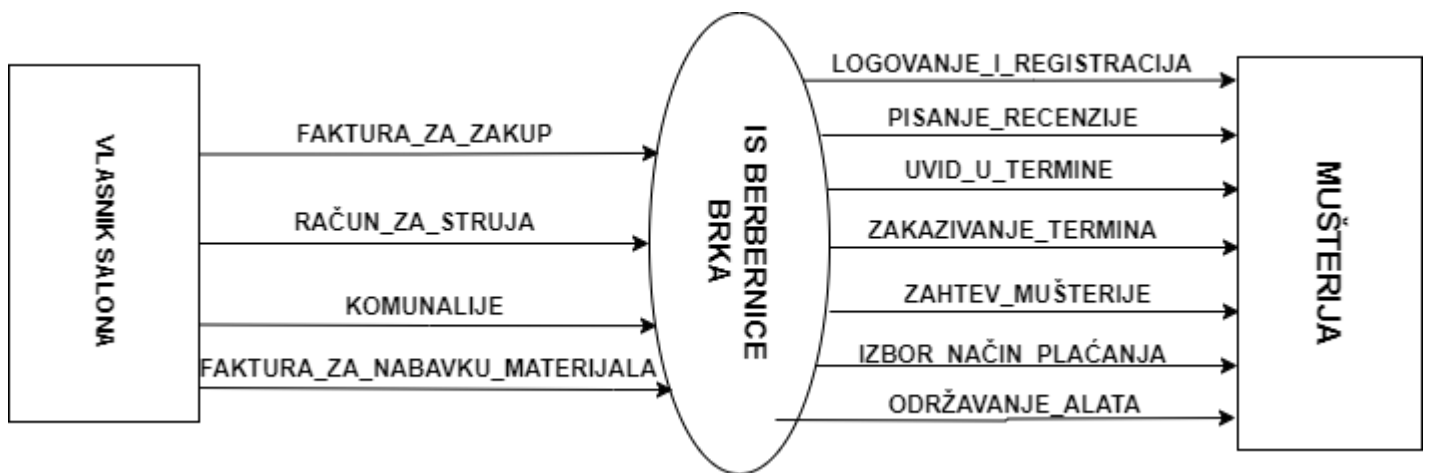 VLASNIK SALONA
FAKTURA_ZA_ZAKUP
RAČUN_ZA_STRUJA
KOMUNALIJE
FAKTURA_ZA_NABAVKU_MATERIJALA
IS BERBERNICE
BRKA
LOGOVANJE_I_REGISTRACIJA
PISANJE_RECENZIJE
UVID_U_TERMINE
ZAKAZIVANJE_TERMINA
ZAHTEV_MUŠTERIJE
IZBOR_NAČIN_PLAĆANJA
ODRŽAVANJE_ALATA
MUŠTERIJA